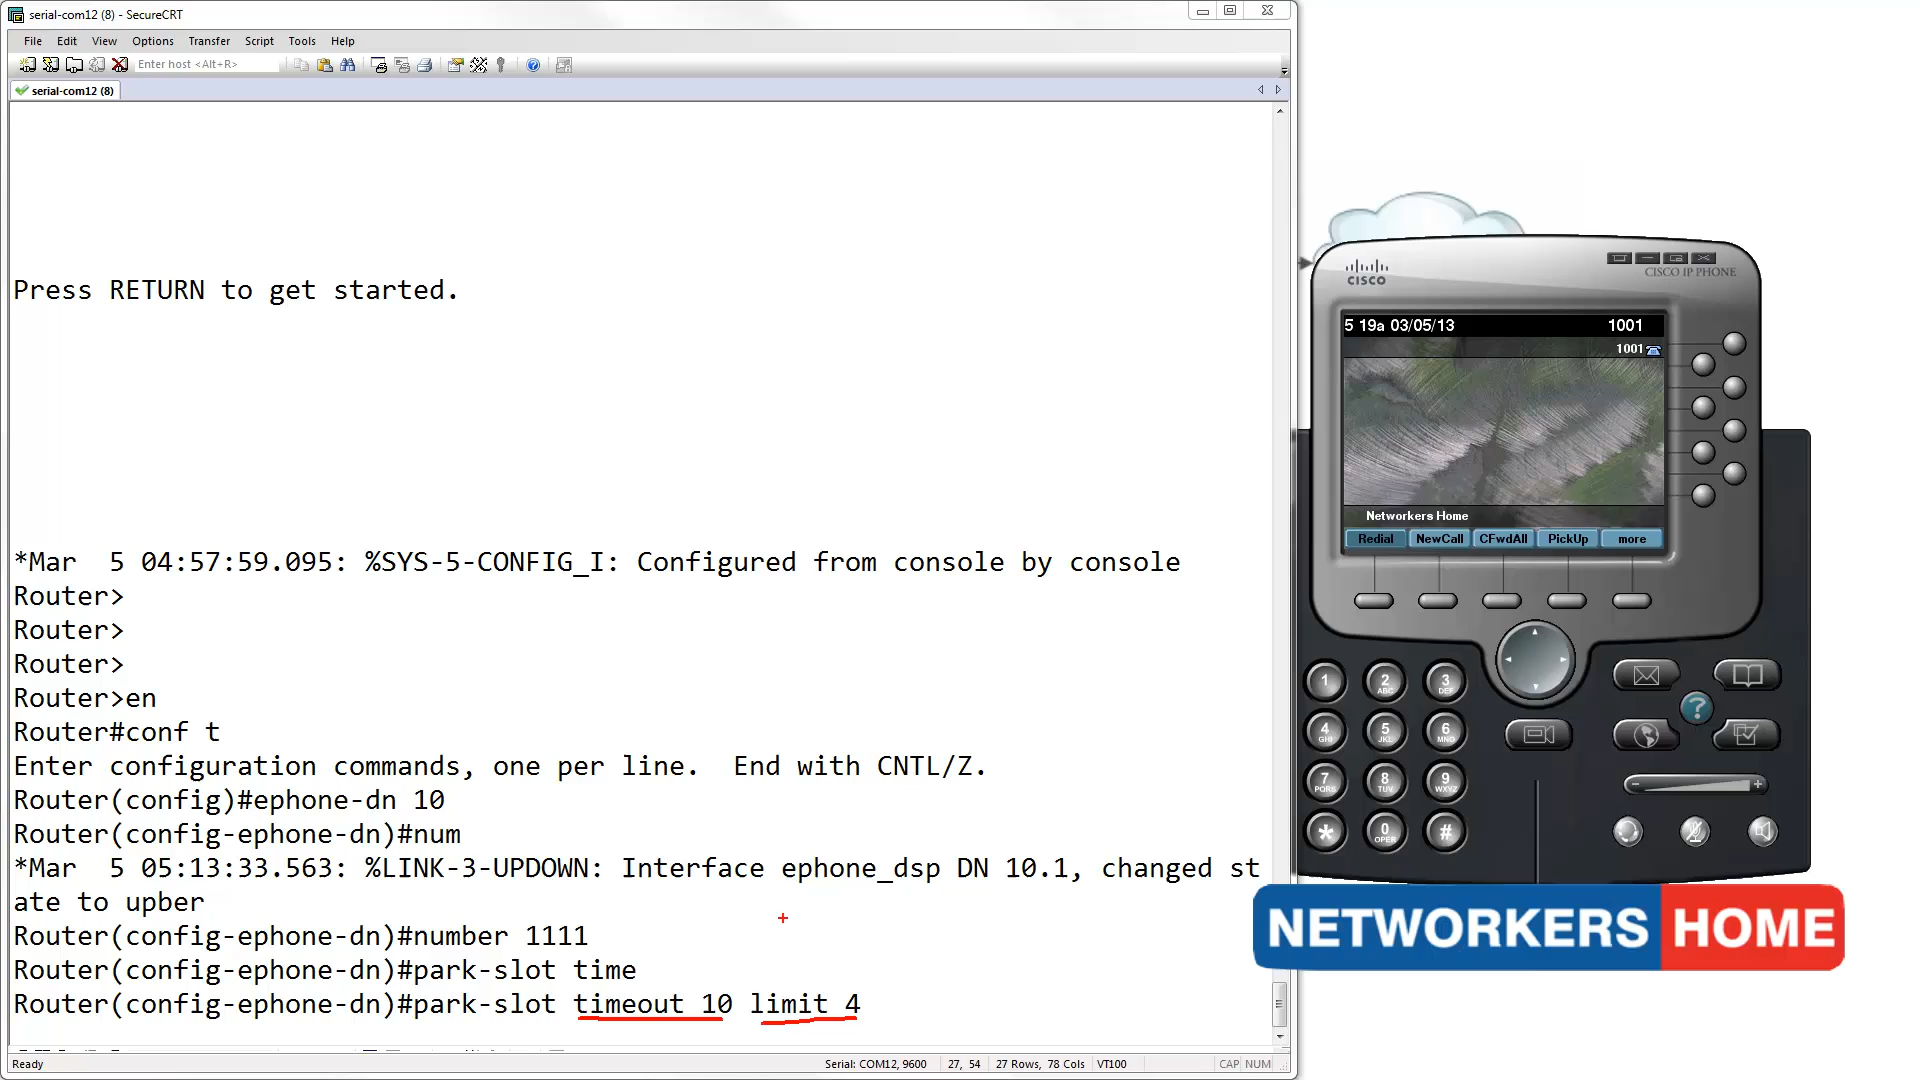 serial-com12 (8) - SecureCRT
File Edit View Options Transfer Script Tools Help
Enter host <Alt+R>
serial-com12 (8)
Press RETURN to get started.
*Mar  5 04:57:59.095: %SYS-5-CONFIG_I: Configured from console by console
Router>
Router>
Router>
Router>en
Router#conf t
Enter configuration commands, one per line.  End with CNTL/Z.
Router(config)#ephone-dn 10
Router(config-ephone-dn)#num
*Mar  5 05:13:33.563: %LINK-3-UPDOWN: Interface ephone_dsp DN 10.1, changed st
ate to upber
Router(config-ephone-dn)#number 1111
Router(config-ephone-dn)#park-slot time
Router(config-ephone-dn)#park-slot timeout 10 limit 4
Ready Serial: COM12, 9600 27, 54 27 Rows, 78 Cols VT100 CAP NUM
CISCO
CISCO IP PHONE
5 19a 03/05/13 1001
1001
Networkers Home
Redial NewCall CFwdAll PickUp more
1 2 ABC 3 DEF
4 GHI 5 JKL 6 MNO
7 PQRS 8 TUV 9 WXYZ
* 0 OPER #
?
- +
NETWORKERS HOME